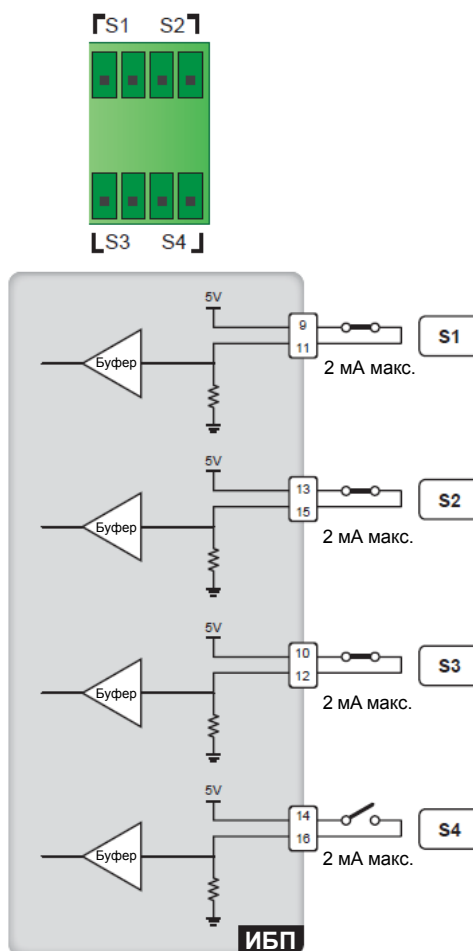 S1 S2
S3 S4
5V
9
11
Буфер
2 мА макс.
S1
5V
13
15
Буфер
2 мА макс.
S2
5V
10
12
Буфер
2 мА макс.
S3
5V
14
16
Буфер
2 мА макс.
S4
ИБП